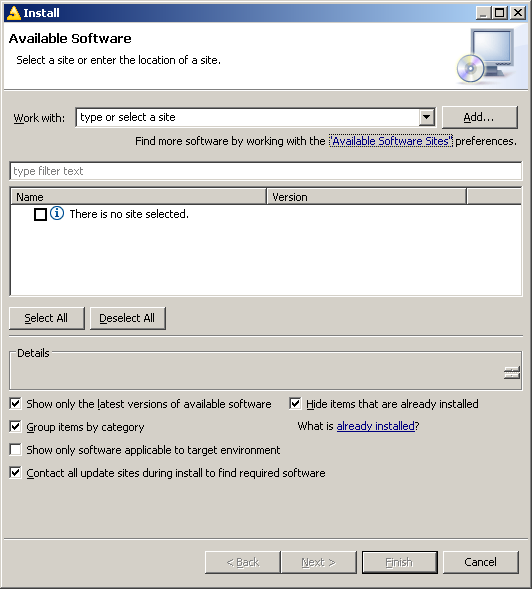 Install
Available Software
Select a site or enter the location of a site.
Work with: type or select a site Add...
Find more software by working with the "Available Software Sites" preferences.
type filter text
Name Version
There is no site selected.
Select All Deselect All
Details
Show only the latest versions of available software Hide items that are already installed
Group items by category What is already installed?
Show only software applicable to target environment
Contact all update sites during install to find required software
< Back Next > Finish Cancel